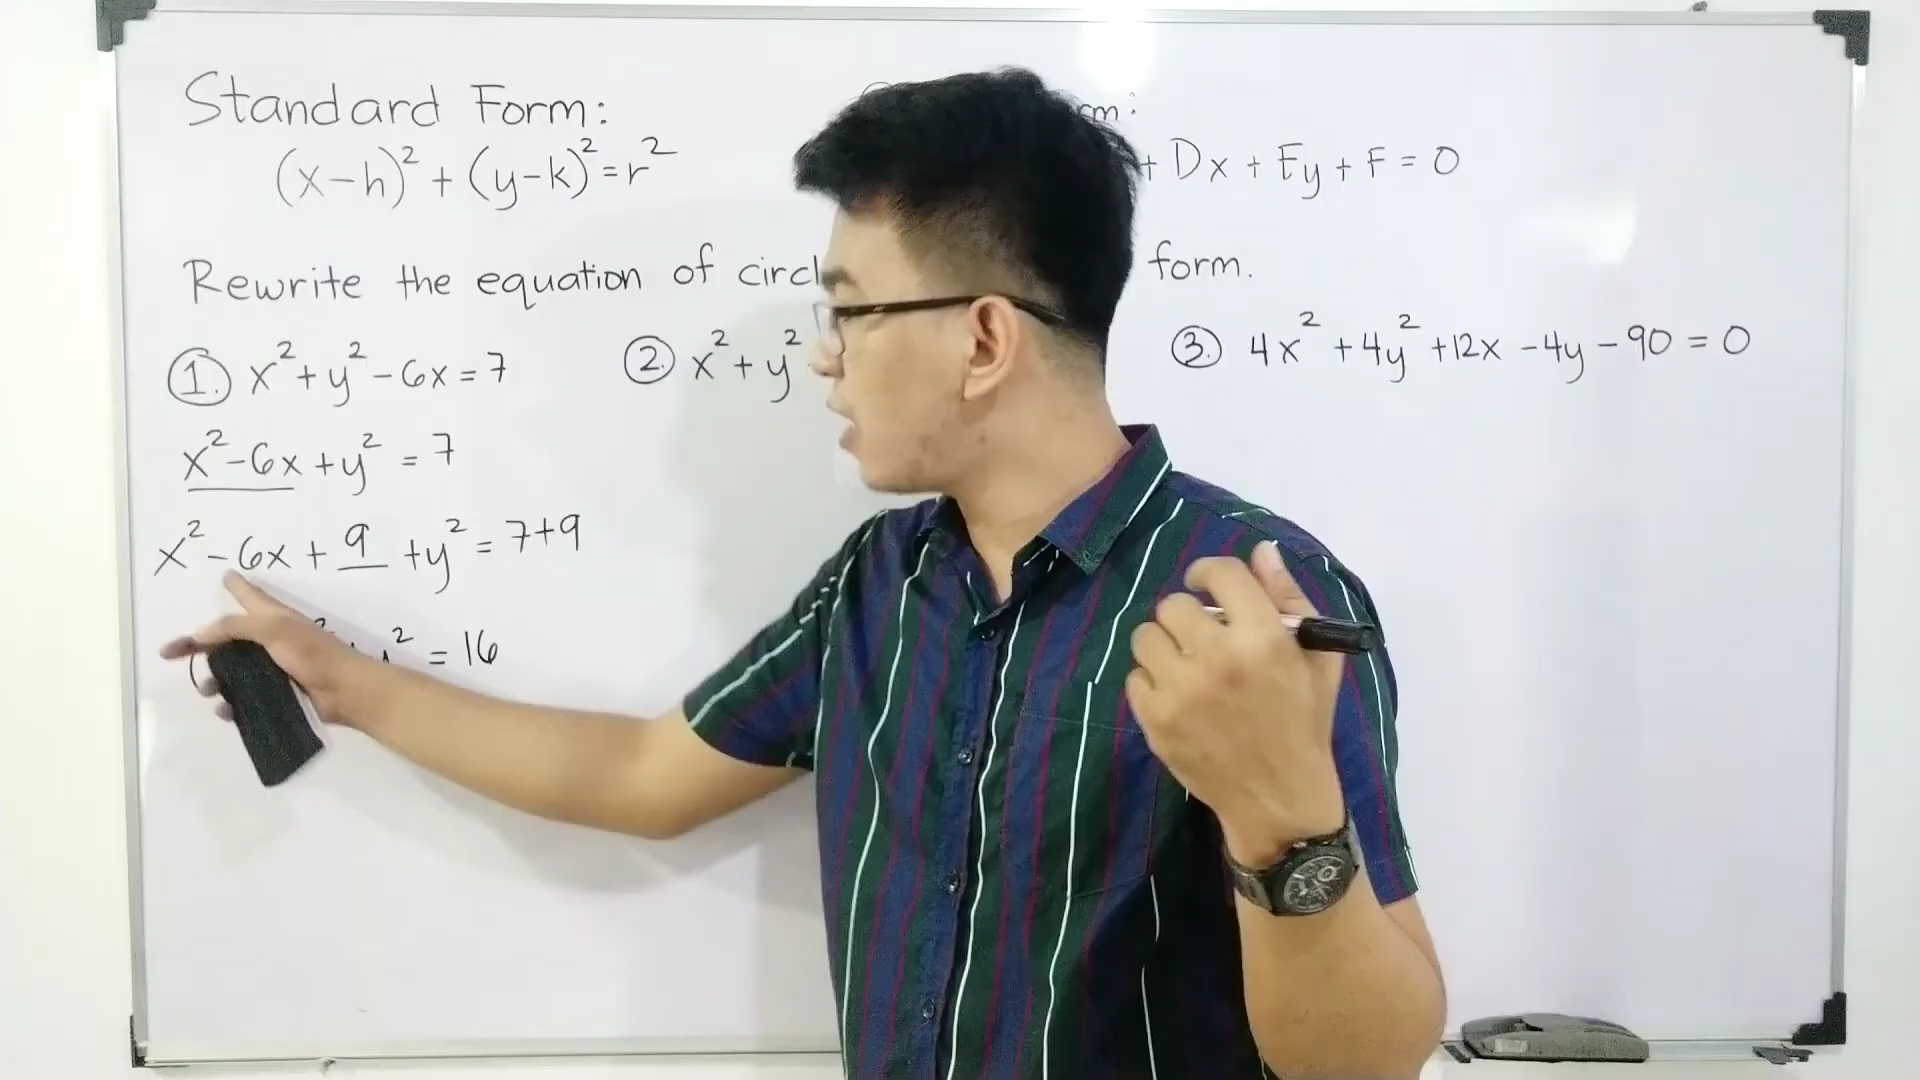 Standard Form:
(x-h)² + (y-k)² = r²
+ Dx + Ey + F = 0
Rewrite the equation of form.
1. x² + y² - 6x = 7
x² - 6x + y² = 7
x² - 6x + 9 + y² = 7+9
² = 16
2. x² + y²
3. 4x² + 4y² + 12x - 4y - 90 = 0